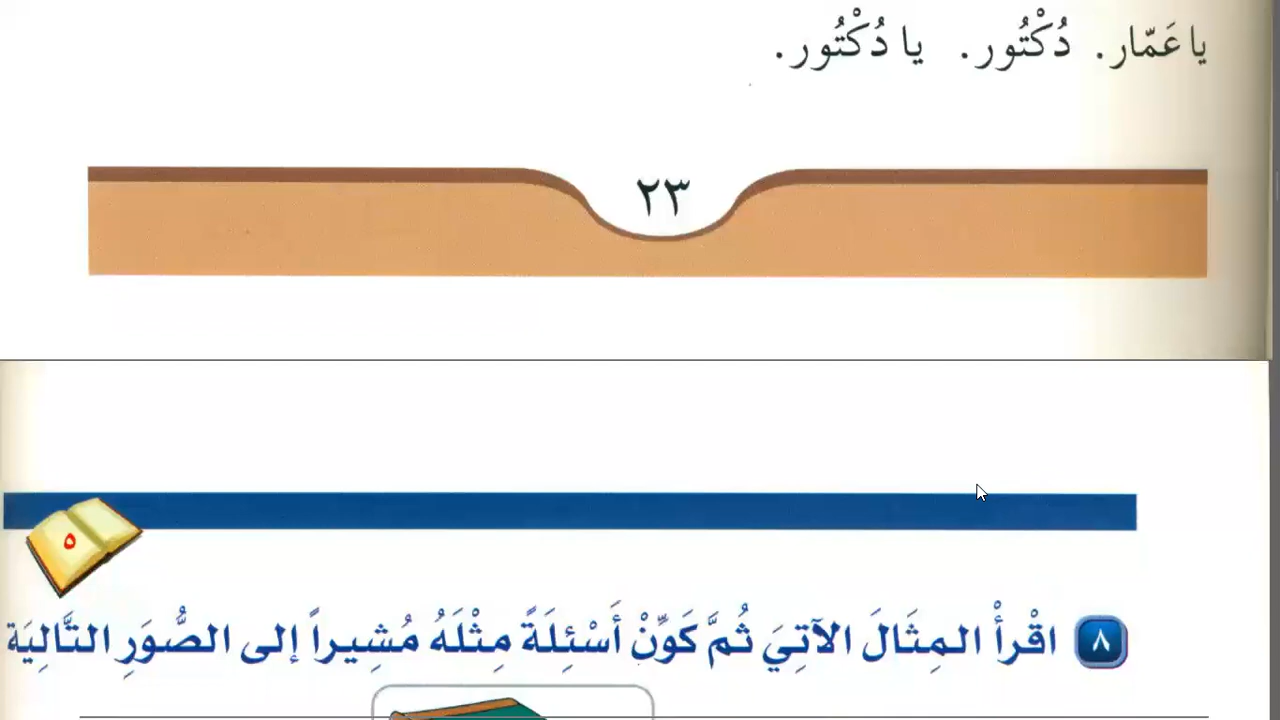 يا عَمّار. دُكْتُور. يا دُكْتُور.
٢٣
٥
٨ اقْرأْ المِثَالَ الآتِيَ ثُمَّ كَوِّنْ أَسْئِلَةً مِثْلَهُ مُشِيراً إلى الصُّوَرِ التَّالِيَة